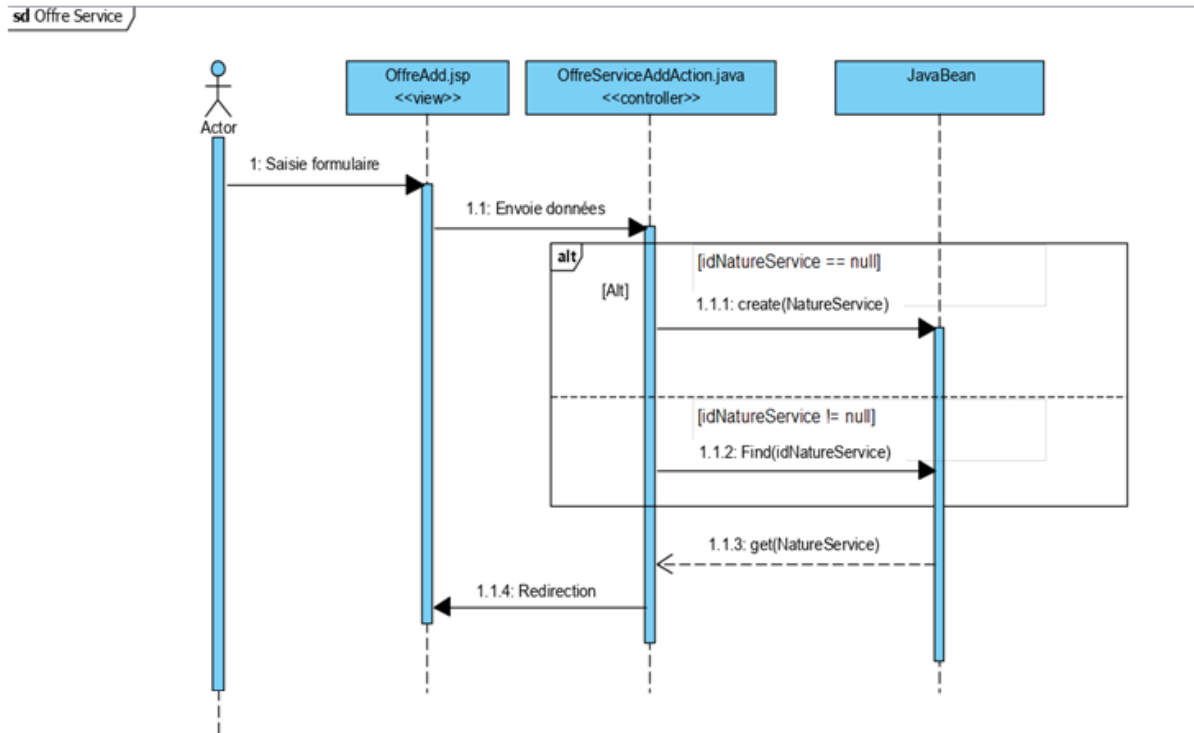 sd Offre Service
Actor
OffreAdd.jsp
<<view>>
OffreServiceAddAction.java
<<controller>>
JavaBean
1: Saisie formulaire
1.1: Envoie données
alt
[idNatureService == null]
[Alt]
1.1.1: create(NatureService)
[idNatureService != null]
1.1.2: Find(idNatureService)
1.1.3: get(NatureService)
1.1.4: Redirection